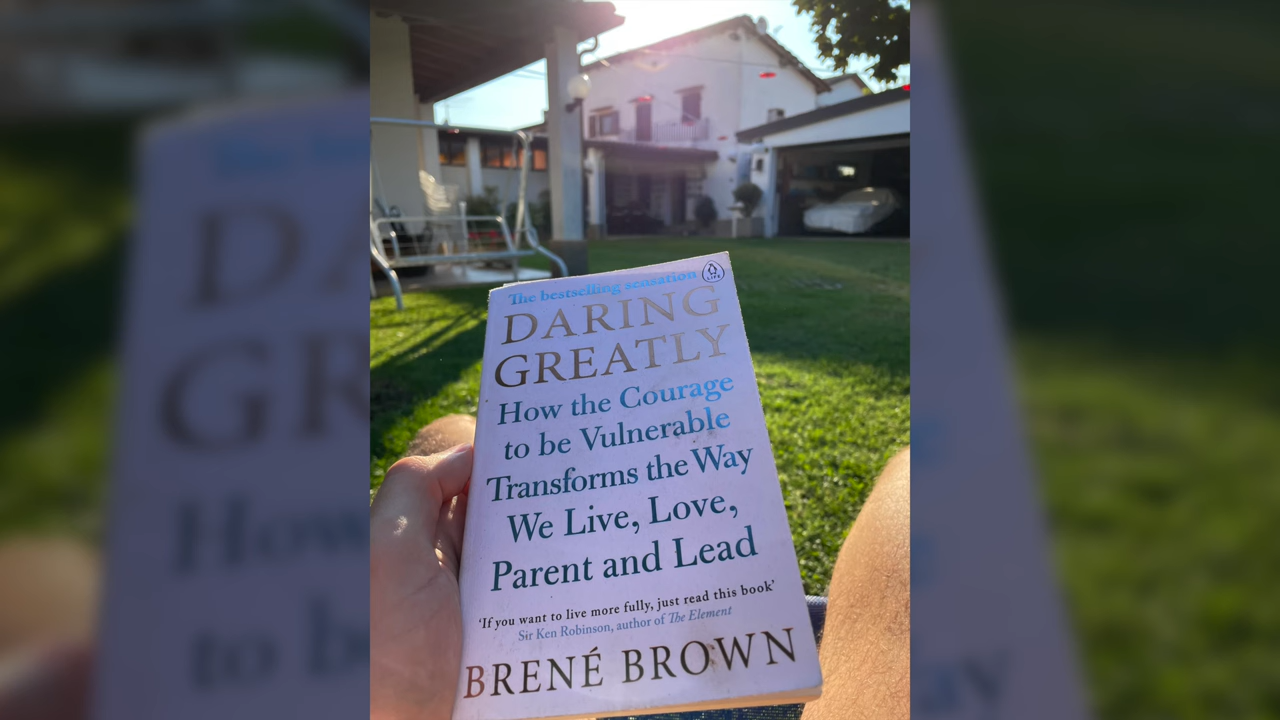 The bestselling sensation
LIFE
DARING
GREATLY
How the Courage
to be Vulnerable
Transforms the Way
We Live, Love,
Parent and Lead
‘If you want to live more fully, just read this book’
Sir Ken Robinson, author of The Element
BRENÉ BROWN